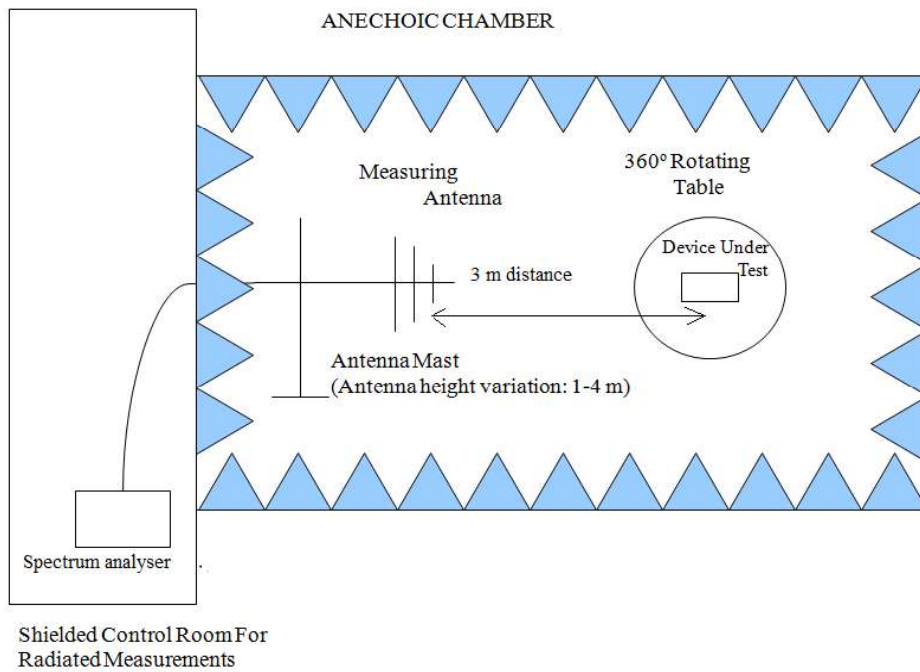 ANECHOIC CHAMBER
Measuring
Antenna
360º Rotating
Table
Device Under
Test
3 m distance
Antenna Mast
(Antenna height variation: 1-4 m)
Spectrum analyser
.
Shielded Control Room For
Radiated Measurements